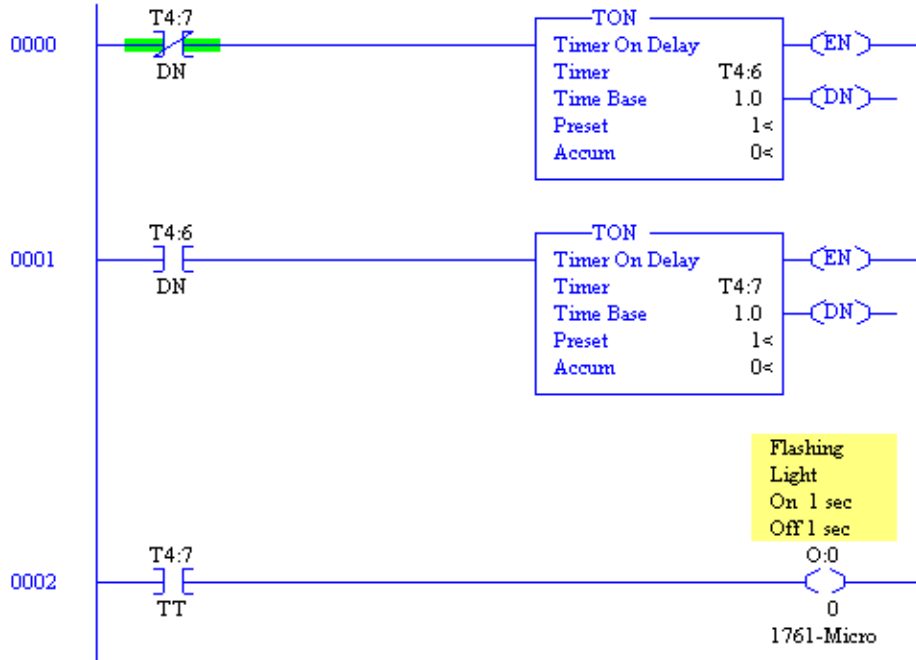 T4:7
TON
0000
Timer On Delay
EN
DN
Timer T4:6
Time Base 1.0
DN
Preset 1<
Accum 0<
T4:6
TON
0001
Timer On Delay
EN
DN
Timer T4:7
Time Base 1.0
DN
Preset 1<
Accum 0<
Flashing
Light
On 1 sec
Off 1 sec
T4:7
O:0
0002
TT
0
1761-Micro